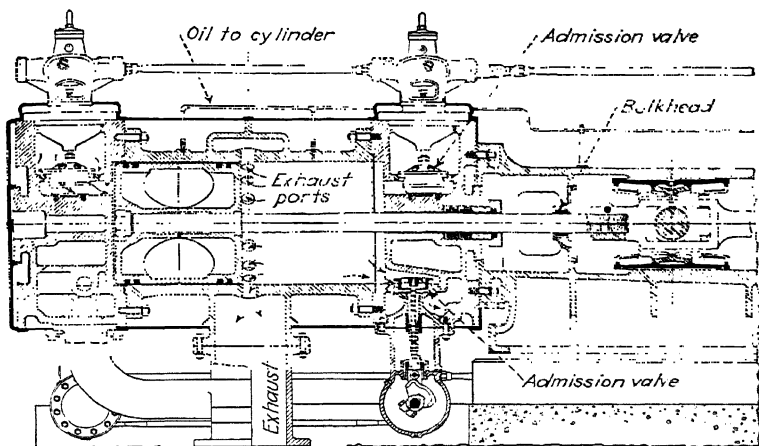 Oil to cylinder
Admission valve
Bulkhead
Exhaust
ports
Exhaust
Admission valve